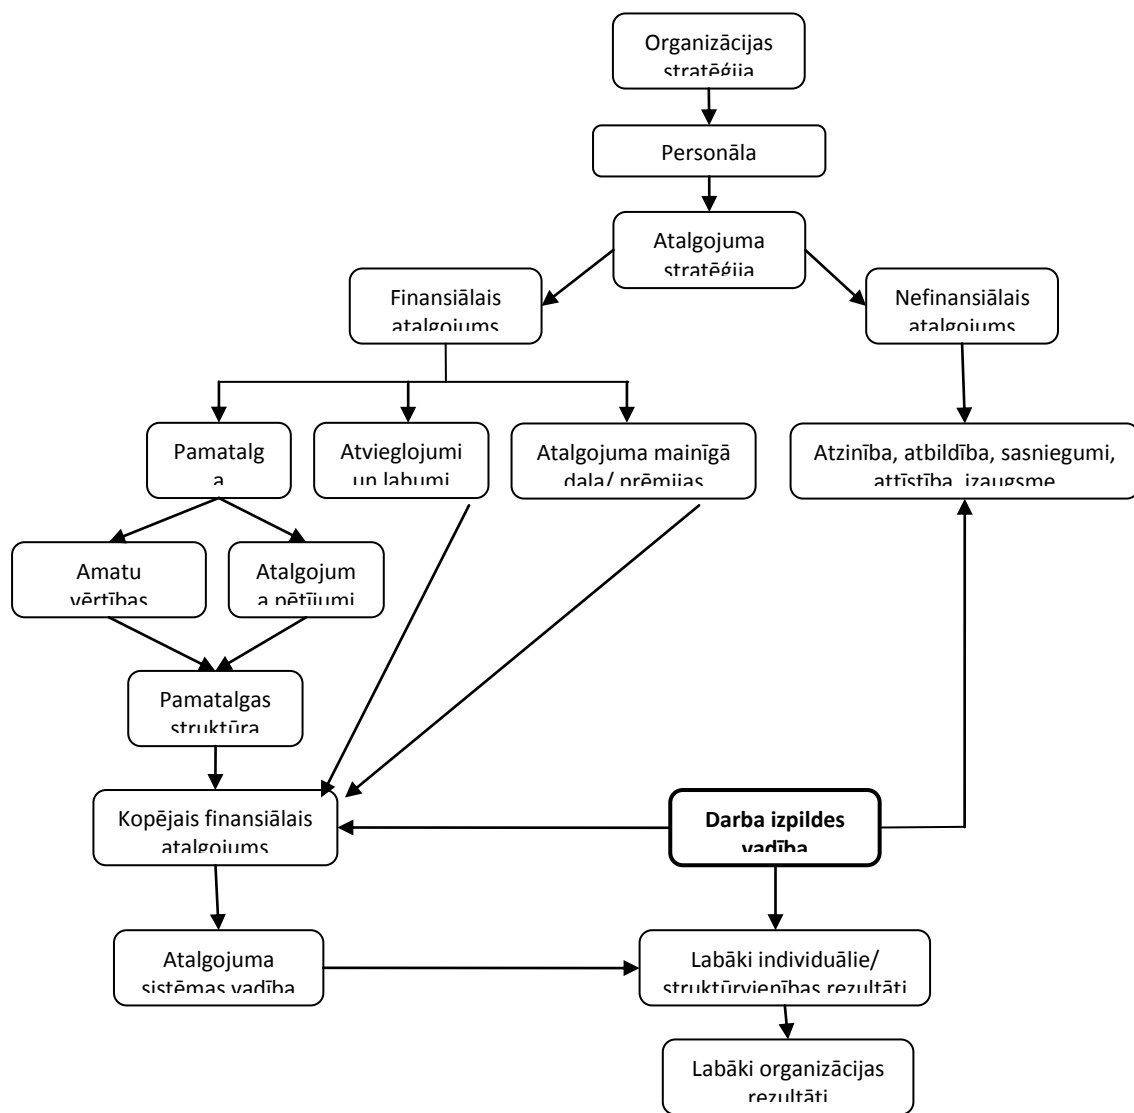 Organizācijas
stratēģija
Personāla
Atalgojuma
stratēģija
Finansiālais
atalgojums
Nefinansiālais
atalgojums
Pamatalg
a
Atvieglojumi
un labumi
Atalgojuma mainīgā
daļa/ prēmijas
Atzinība, atbildība, sasniegumi,
attīstība, izaugsme
Amatu
vērtības
Atalgojum
a pētījumi
Pamatalgas
struktūra
Kopējais finansiālais
atalgojums
Darba izpildes
vadība
Atalgojuma
sistēmas vadība
Labāki individuālie/
struktūrvienības rezultāti
Labāki organizācijas
rezultāti